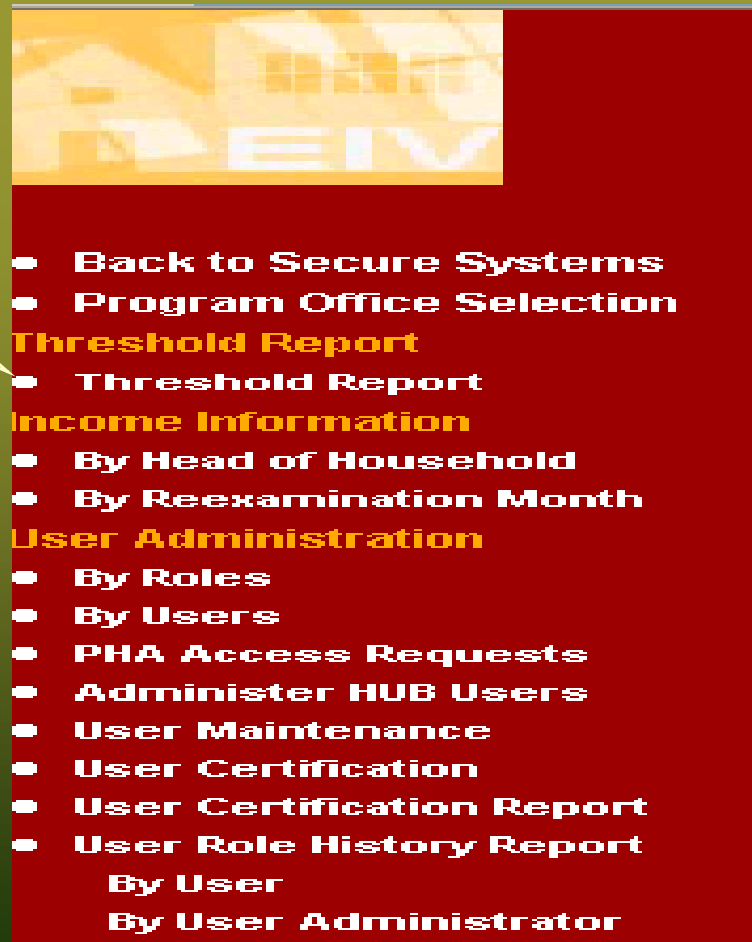 EIV
Back to Secure Systems
Program Office Selection
Threshold Report
Threshold Report
Income Information
By Head of Household
By Reexamination Month
User Administration
By Roles
By Users
PHA Access Requests
Administer HUB Users
User Maintenance
User Certification
User Certification Report
User Role History Report
By User
By User Administrator